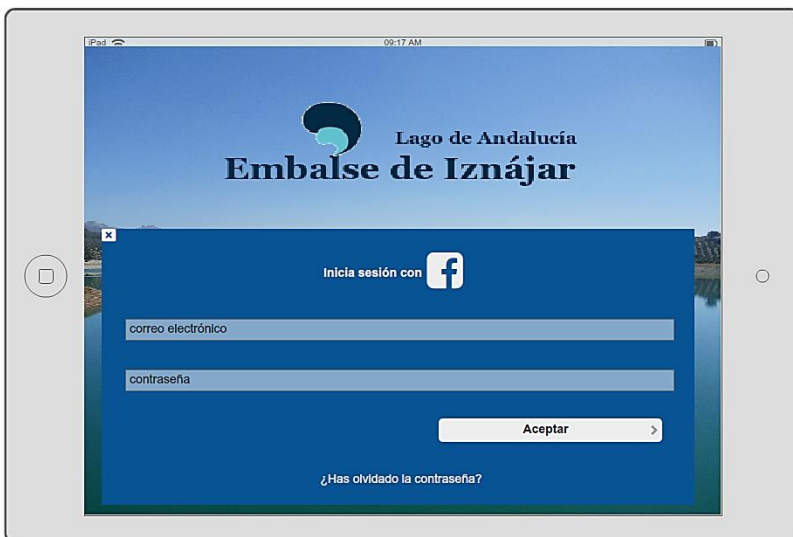 iPad
09:17 AM
Lago de Andalucía
Embalse de Iznájar
Inicia sesión con
correo electrónico
contraseña
Aceptar
¿Has olvidado la contraseña?